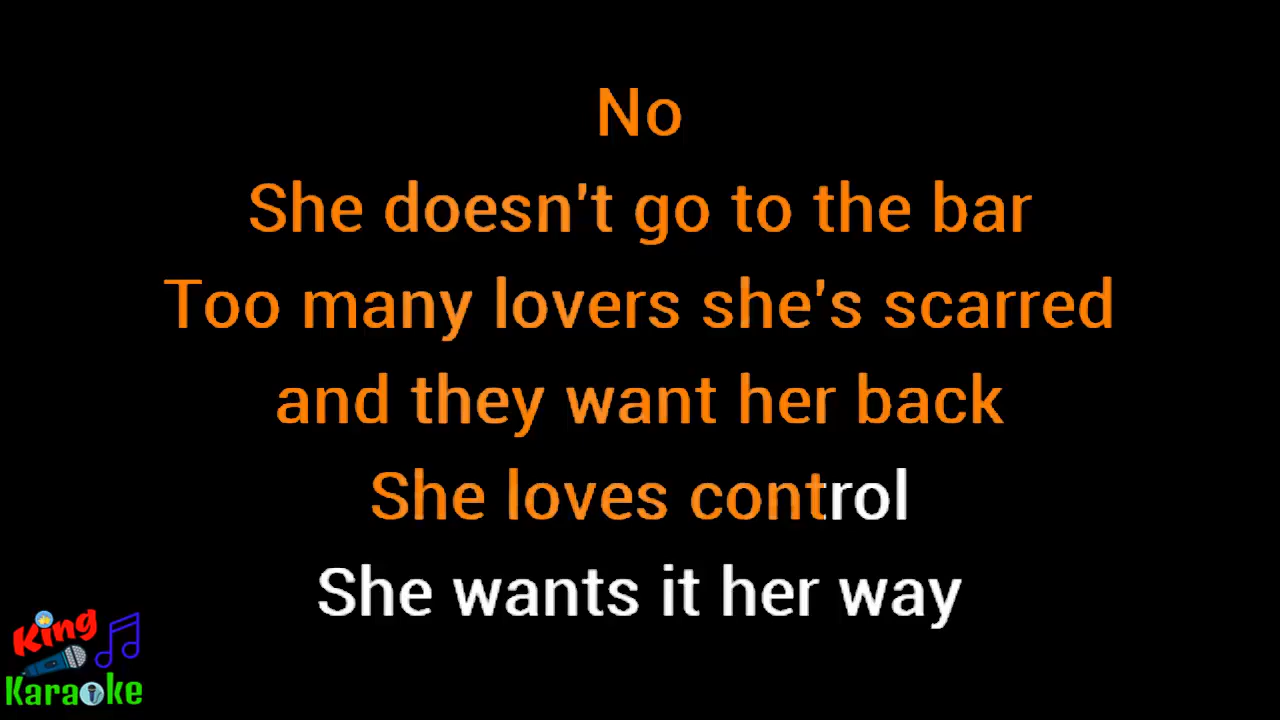 No
She doesn't go to the bar
Too many lovers she's scarred
and they want her back
She loves control
She wants it her way
King
Karaoke